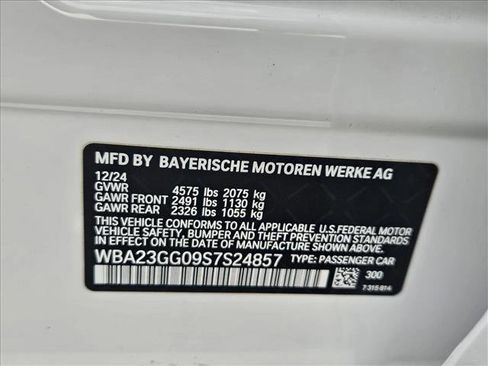 MFD BY BAYERISCHE MOTOREN WERKE AG
12/24
GVWR 4575 lbs 2075 kg
GAWR FRONT 2491 lbs 1130 kg
GAWR REAR 2326 lbs 1055 kg
THIS VEHICLE CONFORMS TO ALL APPLICABLE U.S.FEDERAL MOTOR
VEHICLE SAFETY, BUMPER AND THEFT PREVENTION STANDARDS
IN EFFECT ON THE DATE OF MANUFACTURE SHOWN ABOVE.
WBA23GG09S7S24857 TYPE: PASSENGER CAR
300